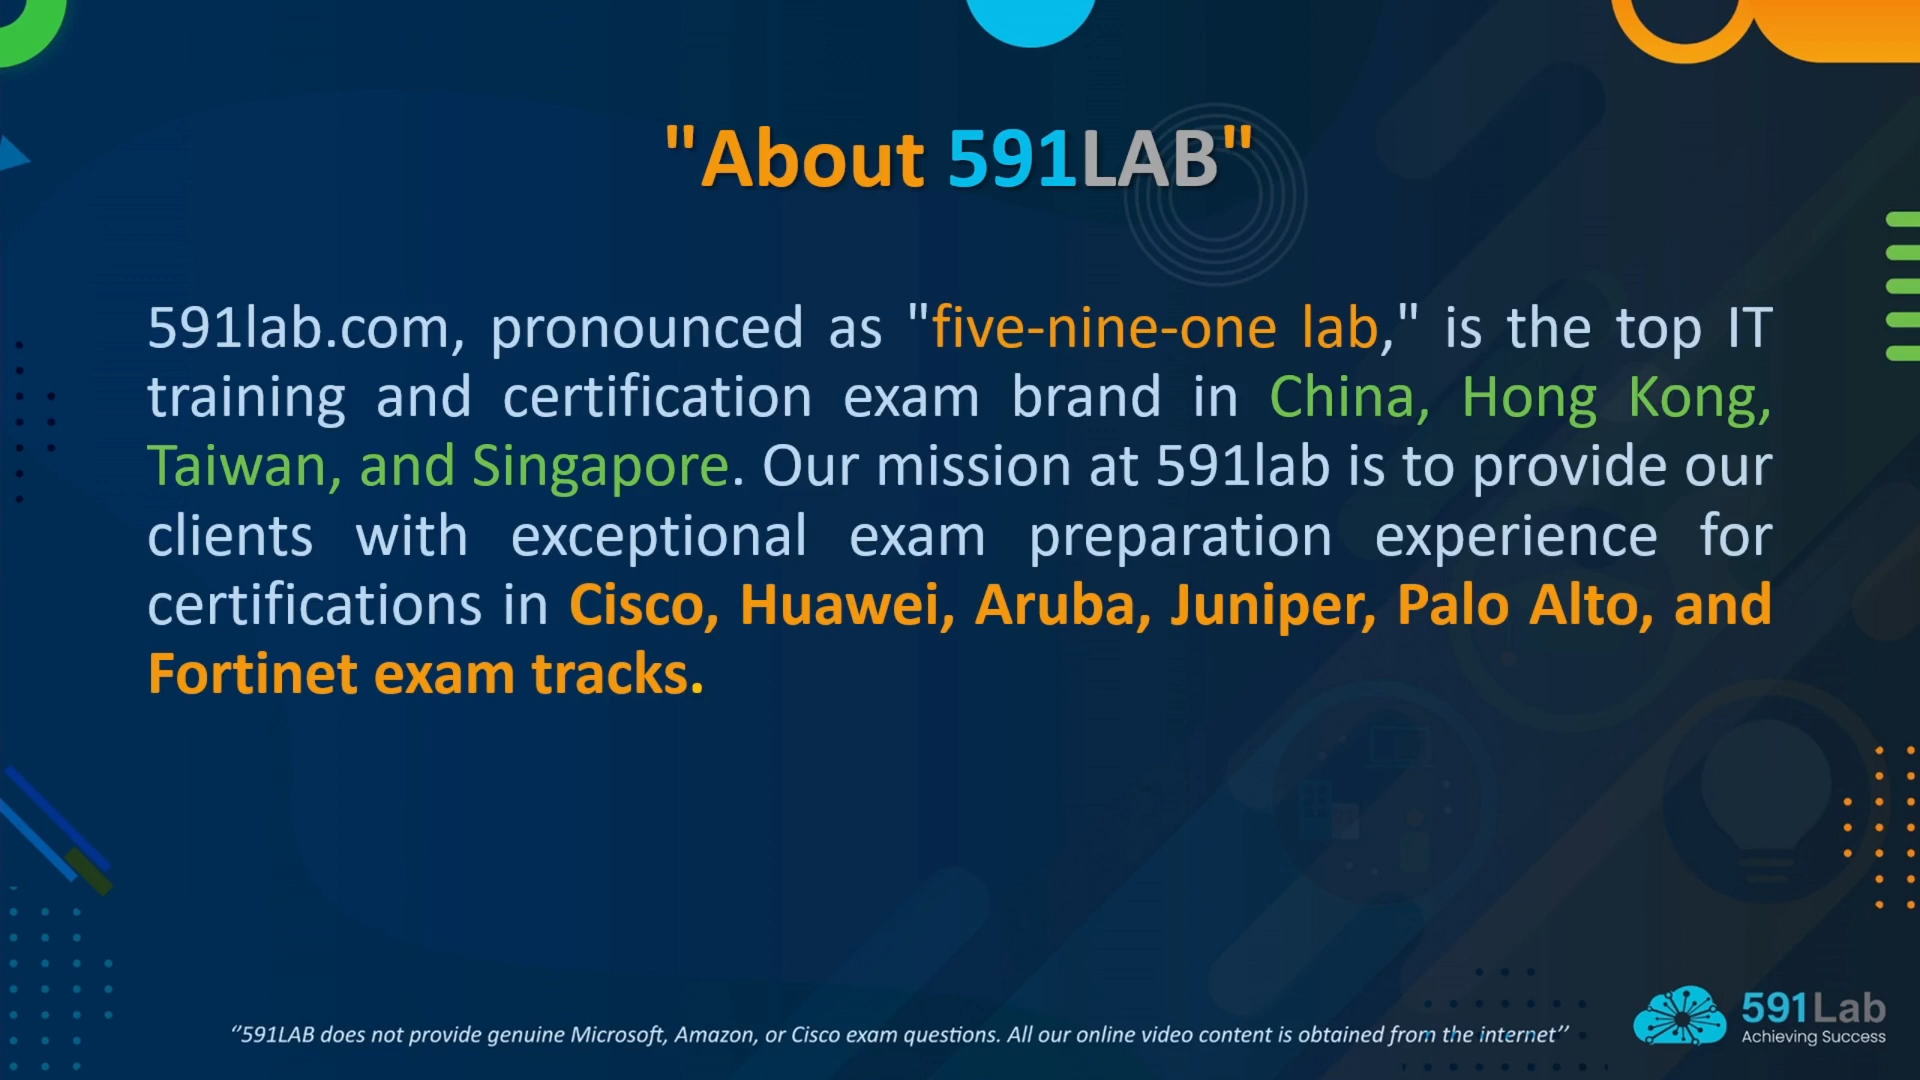 "About 591LAB"
591lab.com, pronounced as "five-nine-one lab," is the top IT
training and certification exam brand in China, Hong Kong,
Taiwan, and Singapore. Our mission at 591lab is to provide our
clients with exceptional exam preparation experience for
certifications in Cisco, Huawei, Aruba, Juniper, Palo Alto, and
Fortinet exam tracks.
‘’591LAB does not provide genuine Microsoft, Amazon, or Cisco exam questions. All our online video content is obtained from the internet’’
591Lab
Achieving Success